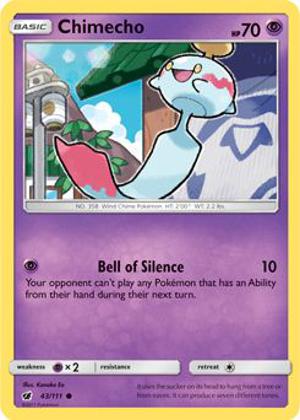 BASIC Chimecho HP 70
NO. 358 Wind Chime Pokémon HT: 2'00" WT: 2.2 lbs.
Bell of Silence 10
Your opponent can't play any Pokémon that has an Ability
from their hand during their next turn.
weakness ×2 resistance retreat
Illus. Kanako Eo
43/111
©2017 Pokémon
It uses the sucker on its head to hang from a tree or from
eaves. It can produce seven different tones.